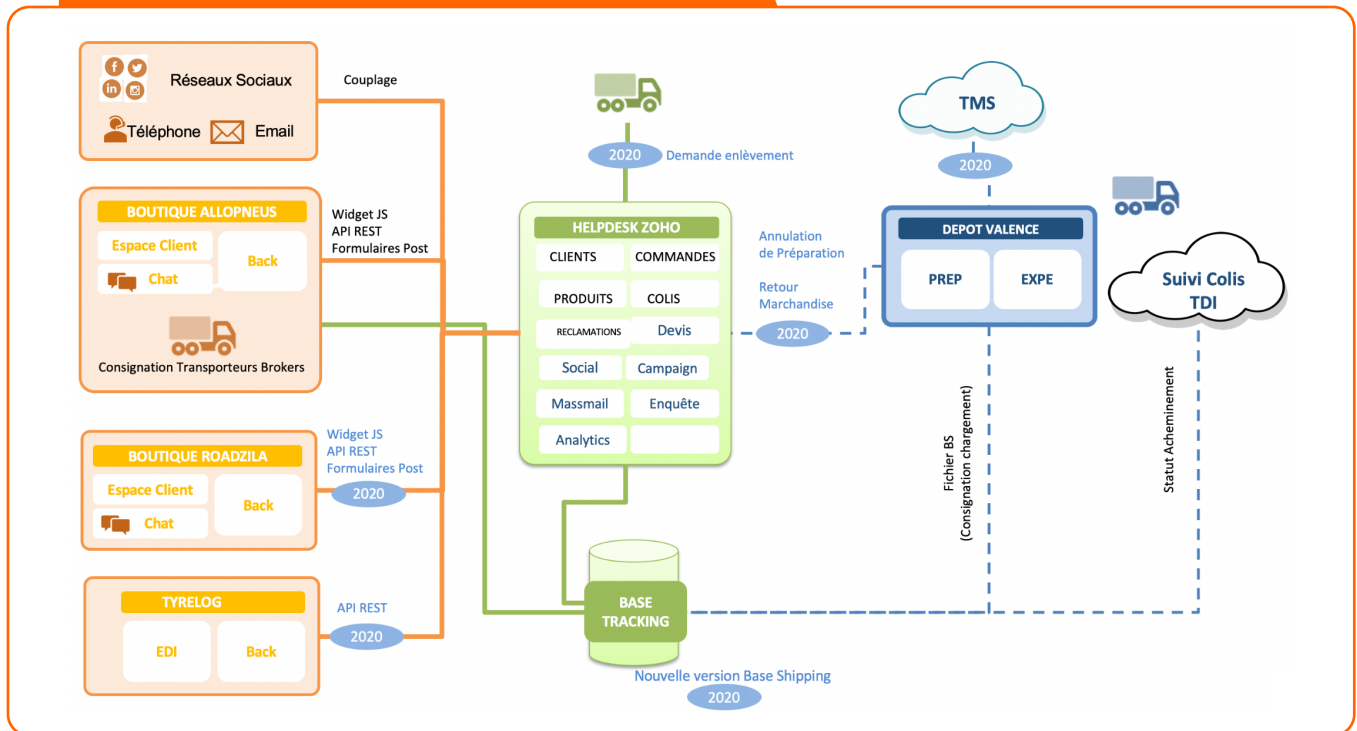 Réseaux Sociaux
Téléphone
Email
Couplage
BOUTIQUE ALLOPNEUS
Espace Client
Chat
Back
Consignation Transporteurs Brokers
Widget JS
API REST
Formulaires Post
BOUTIQUE ROADZILA
Espace Client
Chat
Back
Widget JS
API REST
Formulaires Post
2020
TYRELOG
EDI
Back
API REST
2020
2020
Demande enlèvement
HELPDESK ZOHO
CLIENTS
COMMANDES
PRODUITS
COLIS
RECLAMATIONS
Devis
Social
Campaign
Massmail
Enquête
Analytics
BASE
TRACKING
Nouvelle version Base Shipping
2020
Annulation
de Préparation
Retour
Marchandise
2020
TMS
2020
DEPOT VALENCE
PREP
EXPE
Suivi Colis
TDI
Fichier BS
(Consignation chargement)
Statut Acheminement